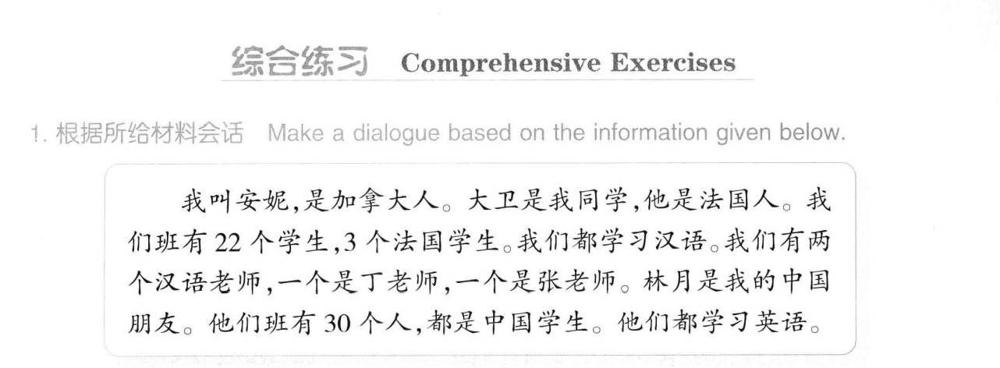 综合练习 Comprehensive Exercises
1. 根据所给材料会话 Make a dialogue based on the information given below.
我叫安妮,是加拿大人。大卫是我同学,他是法国人。我
们班有 22 个学生,3 个法国学生。我们都学习汉语。我们有两
个汉语老师,一个是丁老师,一个是张老师。林月是我的中国
朋友。他们班有 30 个人,都是中国学生。他们都学习英语。